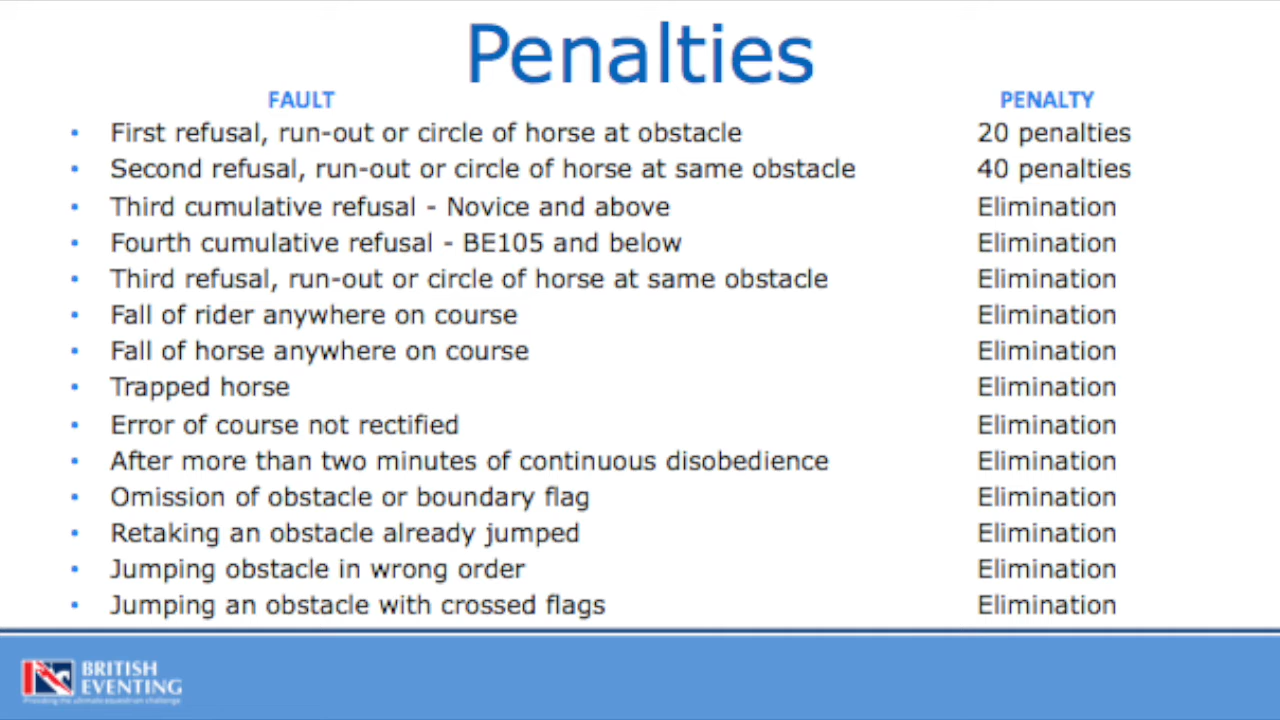 Penalties
FAULT PENALTY
• First refusal, run-out or circle of horse at obstacle 20 penalties
• Second refusal, run-out or circle of horse at same obstacle 40 penalties
• Third cumulative refusal - Novice and above Elimination
• Fourth cumulative refusal - BE105 and below Elimination
• Third refusal, run-out or circle of horse at same obstacle Elimination
• Fall of rider anywhere on course Elimination
• Fall of horse anywhere on course Elimination
• Trapped horse Elimination
• Error of course not rectified Elimination
• After more than two minutes of continuous disobedience Elimination
• Omission of obstacle or boundary flag Elimination
• Retaking an obstacle already jumped Elimination
• Jumping obstacle in wrong order Elimination
• Jumping an obstacle with crossed flags Elimination
BRITISH
EVENTING
the ultimate equestrian challenge